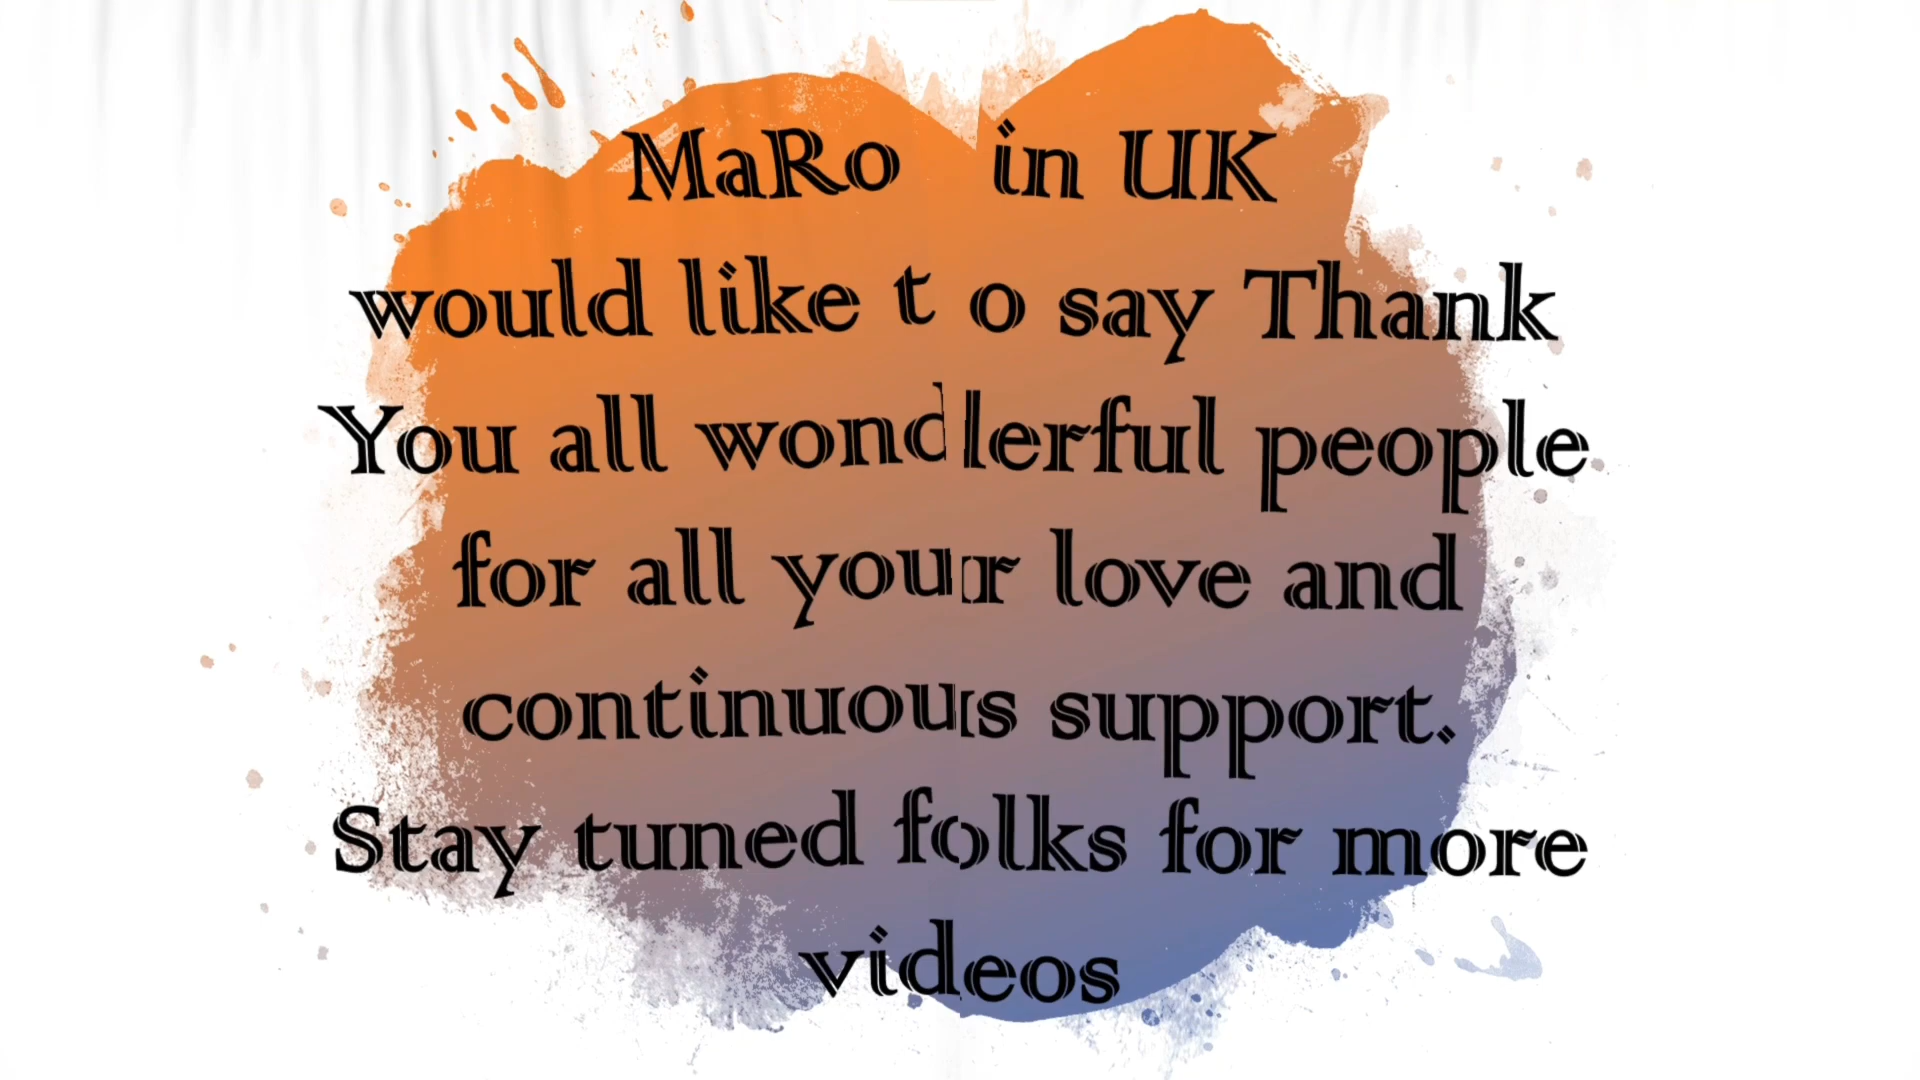 MaRo in UK
would like to say Thank
You all wonderful people
for all your love and
continuous support.
Stay tuned folks for more
videos